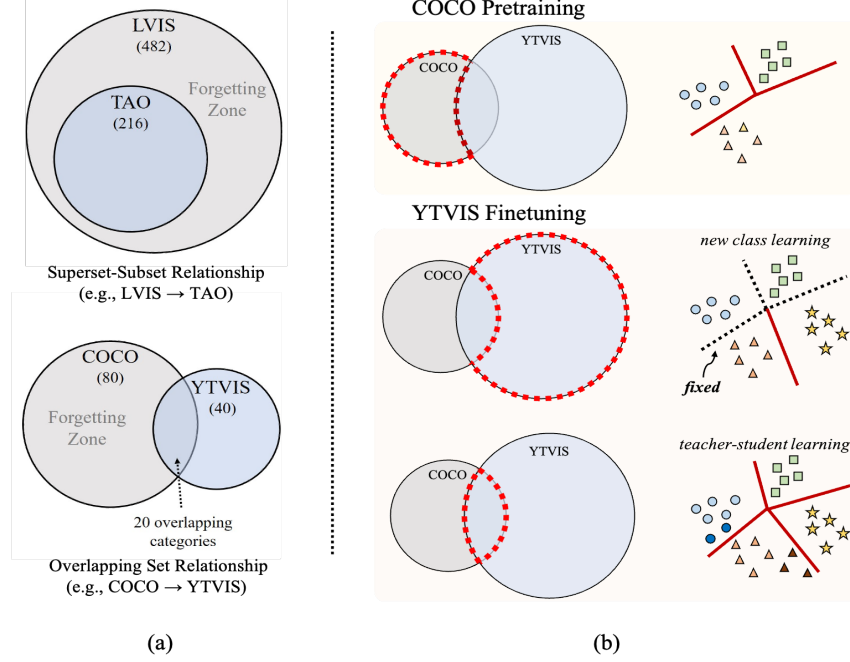 LVIS
(482)
Forgetting
Zone
TAO
(216)
Superset-Subset Relationship
(e.g., LVIS → TAO)
COCO
(80)
YTVIS
(40)
Forgetting
Zone
20 overlapping
categories
Overlapping Set Relationship
(e.g., COCO → YTVIS)
(a)
COCO Pretraining
YTVIS
COCO
YTVIS Finetuning
YTVIS
COCO
new class learning
fixed
YTVIS
COCO
teacher-student learning
(b)